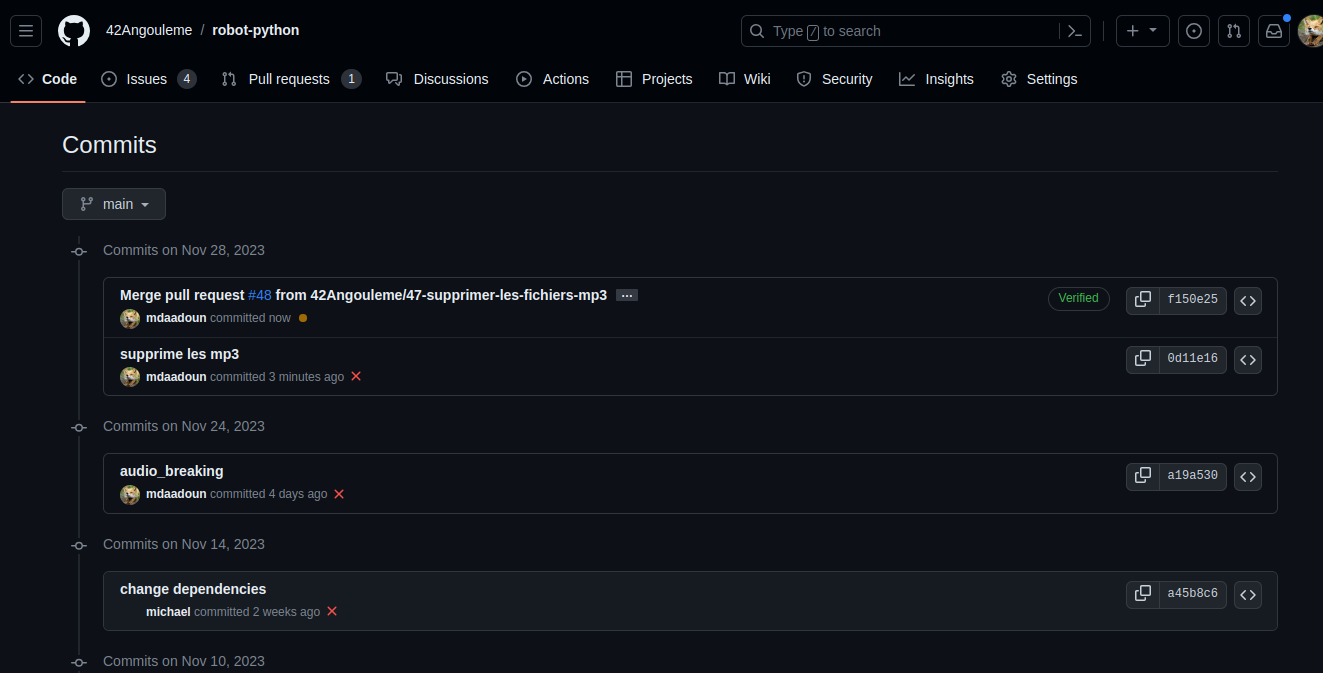 42Angouleme / robot-python
Type / to search
Code
Issues 4
Pull requests 1
Discussions
Actions
Projects
Wiki
Security
Insights
Settings
Commits
main
Commits on Nov 28, 2023
Merge pull request #48 from 42Angouleme/47-supprimer-les-fichiers-mp3 ...
mdaadoun committed now
Verified
f150e25
supprime les mp3
mdaadoun committed 3 minutes ago
0d11e16
Commits on Nov 24, 2023
audio_breaking
mdaadoun committed 4 days ago
a19a530
Commits on Nov 14, 2023
change dependencies
michael committed 2 weeks ago
a45b8c6
Commits on Nov 10, 2023